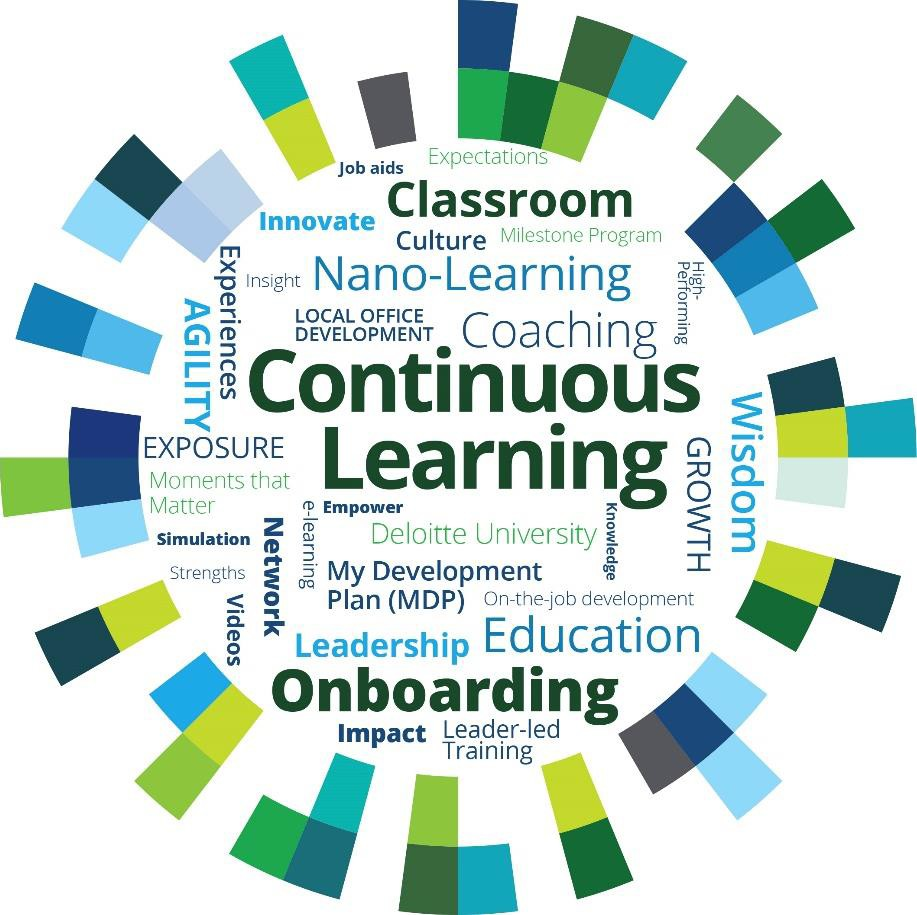 Job aids
Expectations
Classroom
Innovate
Culture
Milestone Program
Experiences
Insight
Nano-Learning
High-
Performing
AGILITY
LOCAL OFFICE
DEVELOPMENT
Coaching
Continuous
Learning
Wisdom
EXPOSURE
GROWTH
Moments that
Matter
e-learning
Empower
Knowledge
Simulation
Network
Deloitte University
Strengths
My Development
Plan (MDP)
On-the-job development
Videos
Leadership
Education
Onboarding
Impact
Leader-led
Training